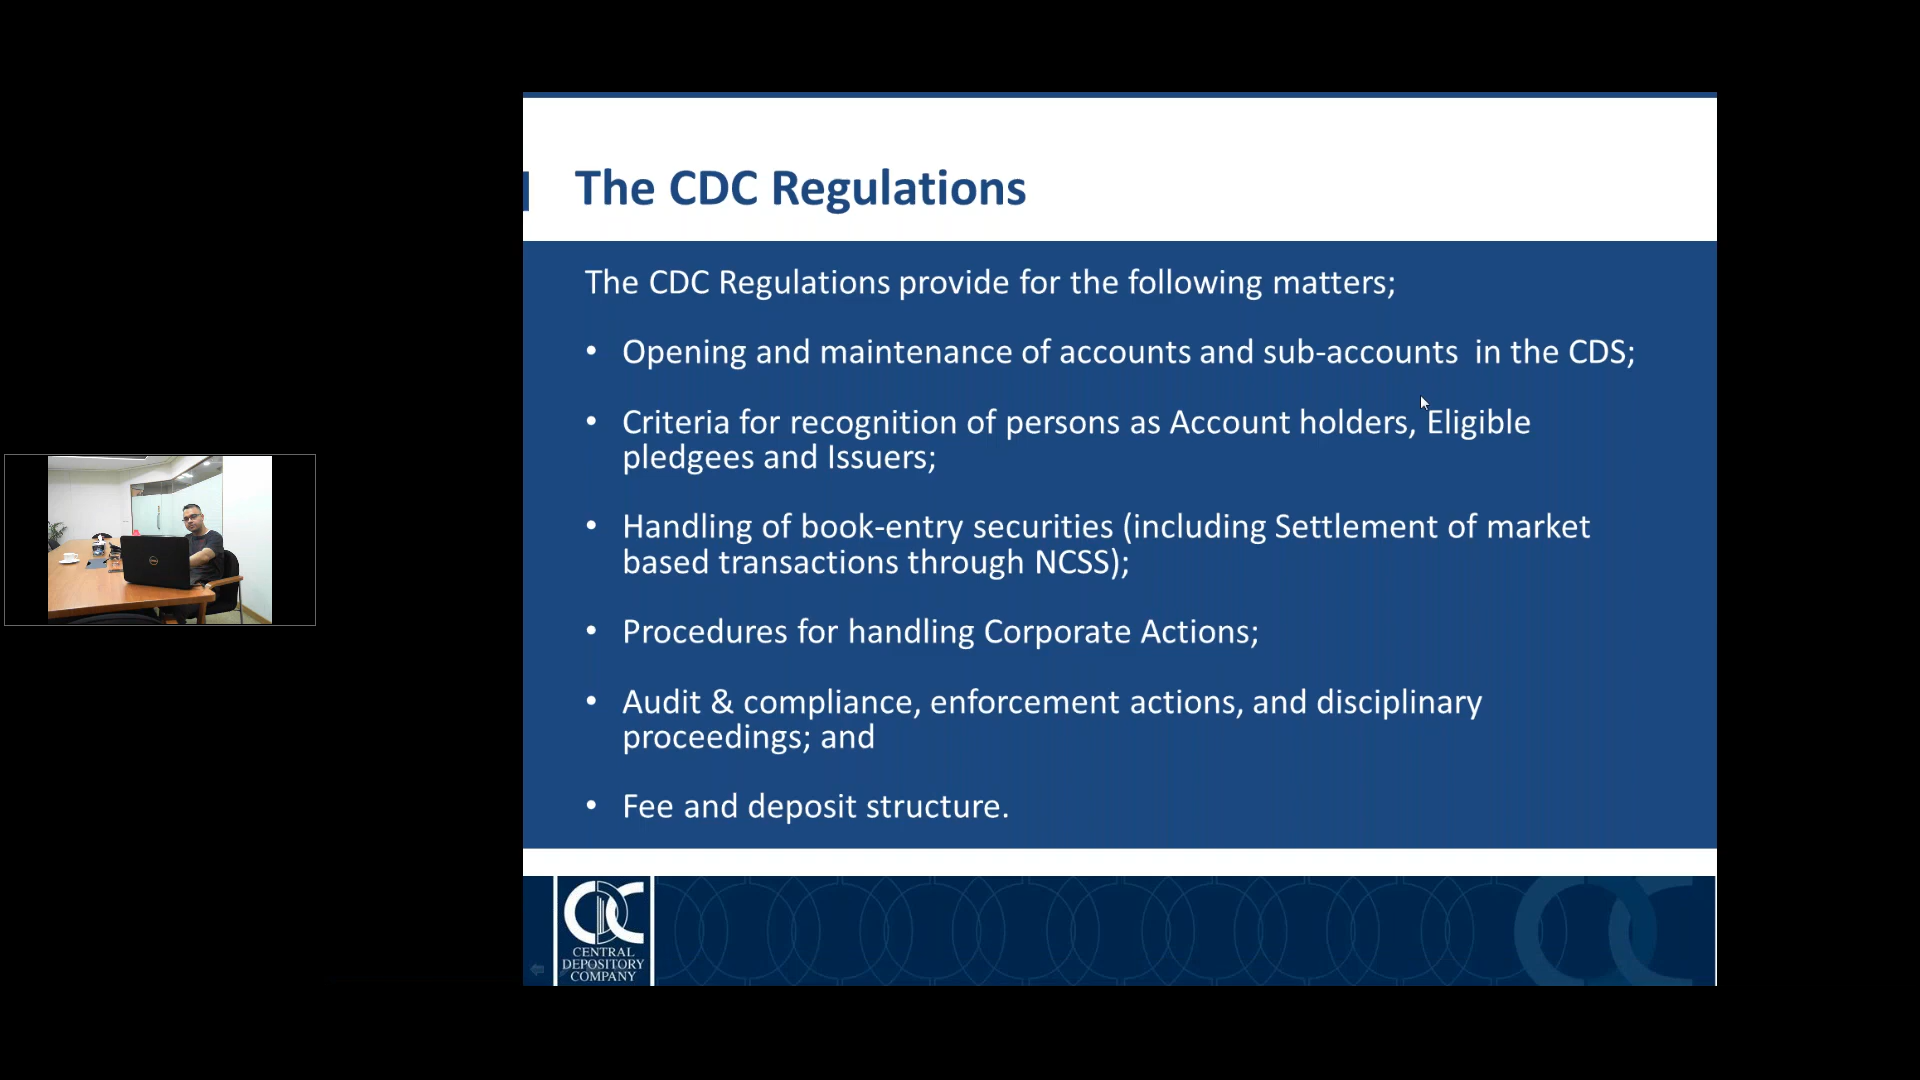 The CDC Regulations
The CDC Regulations provide for the following matters;
• Opening and maintenance of accounts and sub-accounts  in the CDS;
• Criteria for recognition of persons as Account holders, Eligible
pledgees and Issuers;
• Handling of book-entry securities (including Settlement of market
based transactions through NCSS);
• Procedures for handling Corporate Actions;
• Audit & compliance, enforcement actions, and disciplinary
proceedings; and
• Fee and deposit structure.
CENTRAL
DEPOSITORY
COMPANY